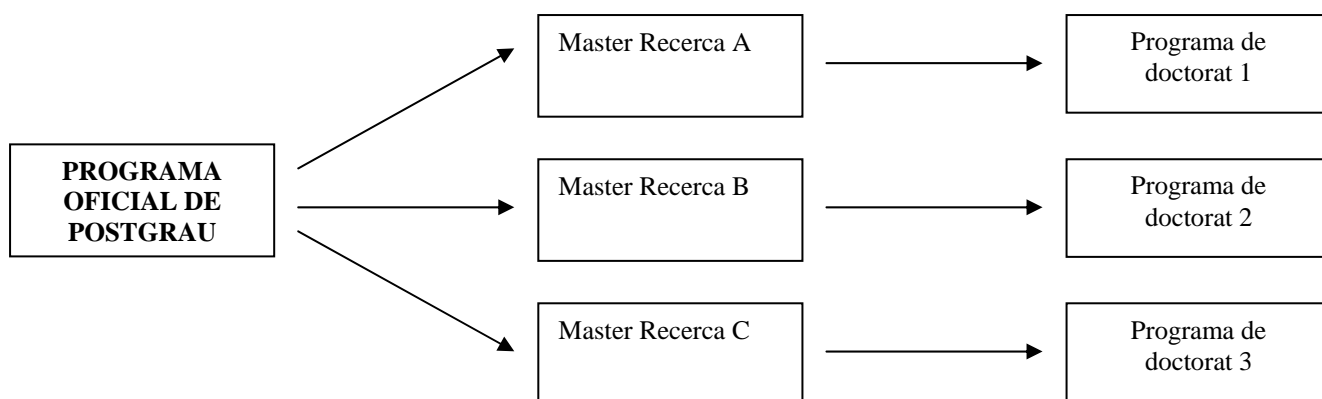 Master Recerca A
Programa de
doctorat 1
PROGRAMA
OFICIAL DE
POSTGRAU
Master Recerca B
Programa de
doctorat 2
Master Recerca C
Programa de
doctorat 3